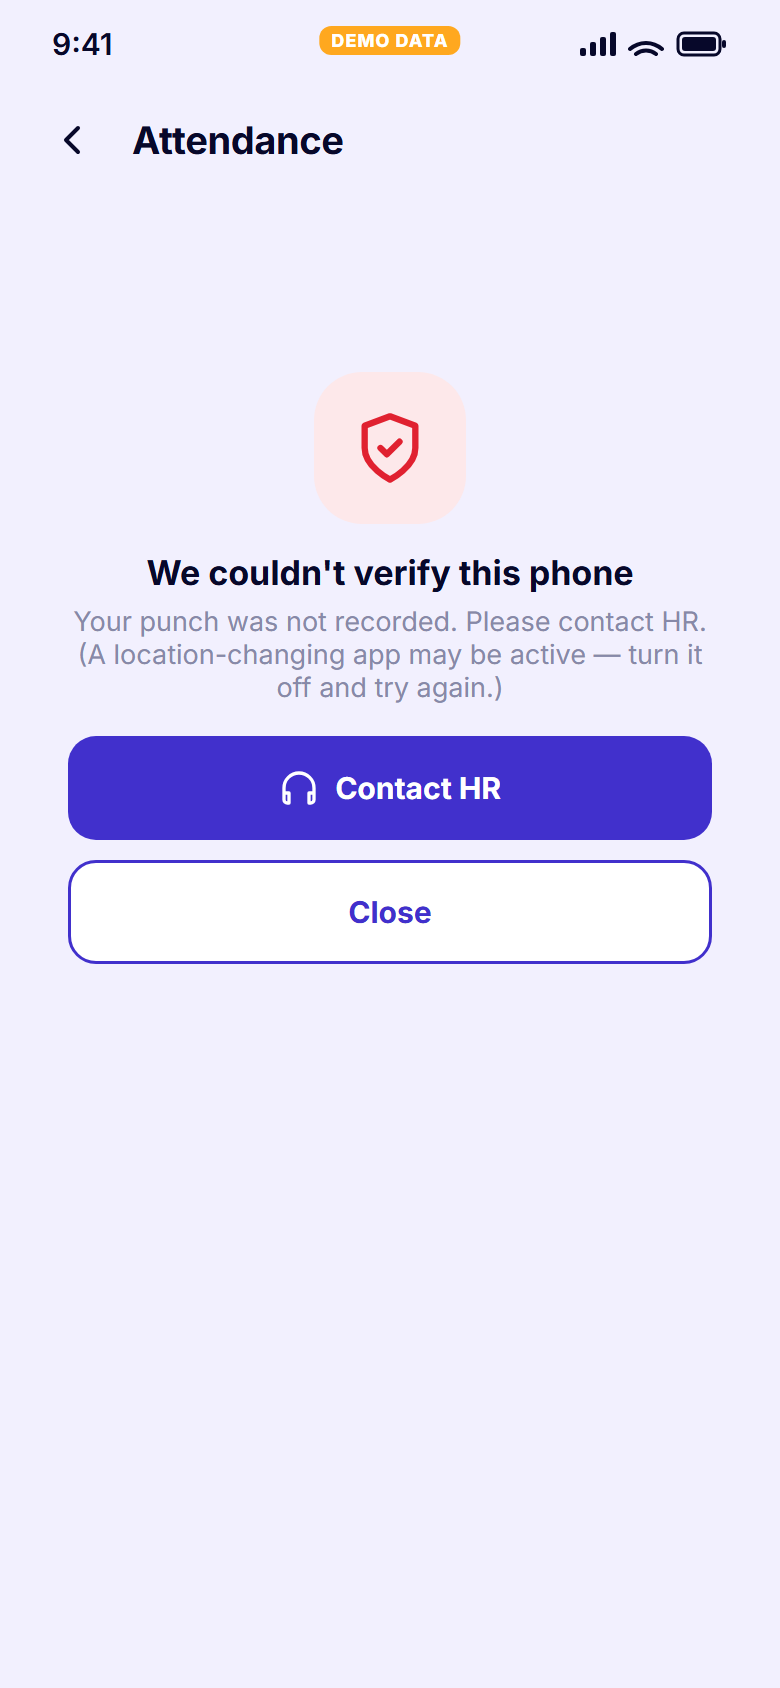 9:41
DEMO DATA
Attendance
We couldn't verify this phone
Your punch was not recorded. Please contact HR.
(A location-changing app may be active — turn it
off and try again.)
Contact HR
Close